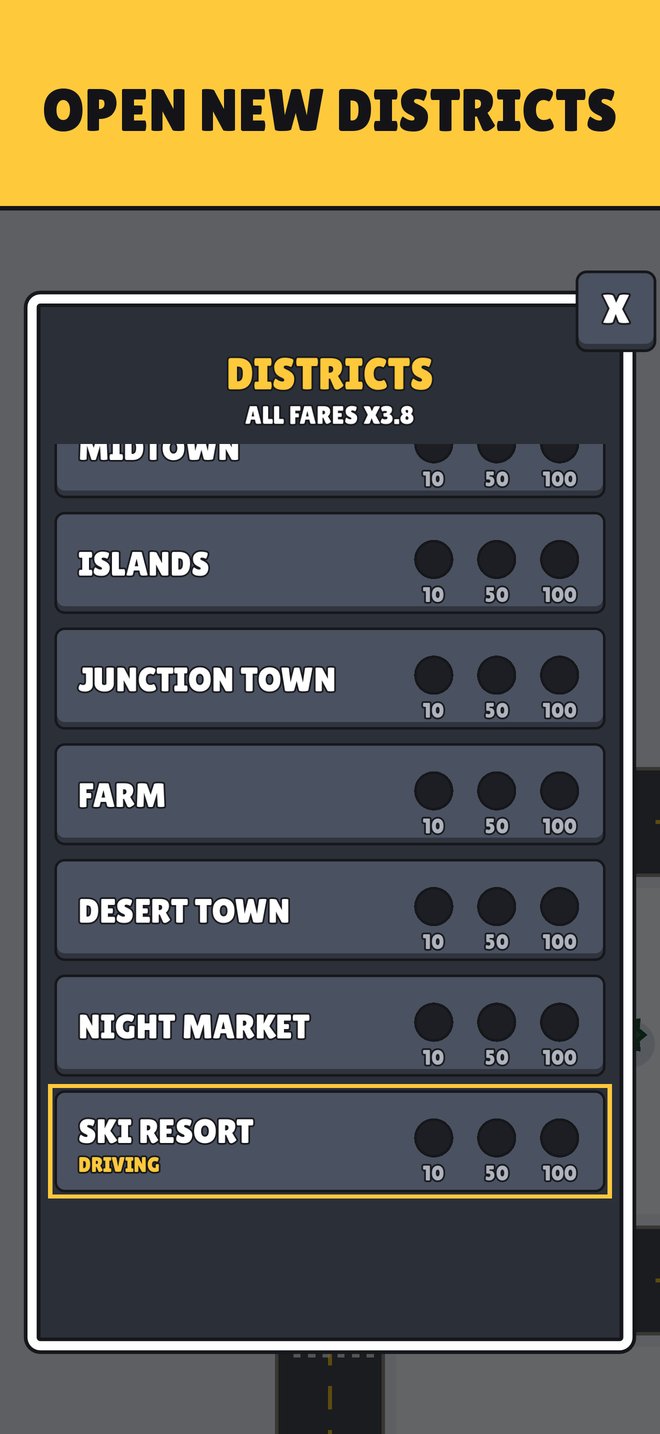 OPEN NEW DISTRICTS
X
DISTRICTS
ALL FARES X3.8
MIDTOWN
10 50 100
ISLANDS
10 50 100
JUNCTION TOWN
10 50 100
FARM
10 50 100
DESERT TOWN
10 50 100
NIGHT MARKET
10 50 100
SKI RESORT
DRIVING
10 50 100